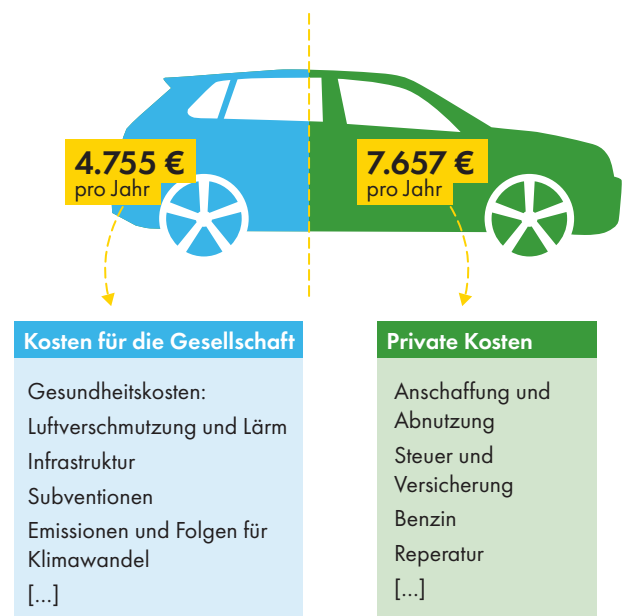 4.755 €
pro Jahr
7.657 €
pro Jahr
Kosten für die Gesellschaft
Gesundheitskosten:
Luftverschmutzung und Lärm
Infrastruktur
Subventionen
Emissionen und Folgen für
Klimawandel
[...]
Private Kosten
Anschaffung und
Abnutzung
Steuer und
Versicherung
Benzin
Reperatur
[...]